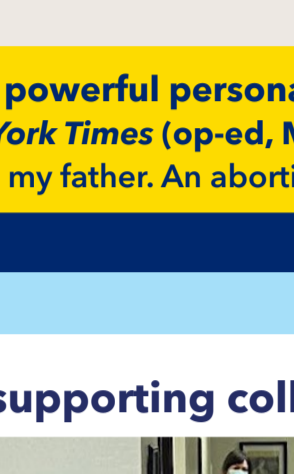 powerful persona
York Times (op-ed, M
my father. An aborti
supporting coll